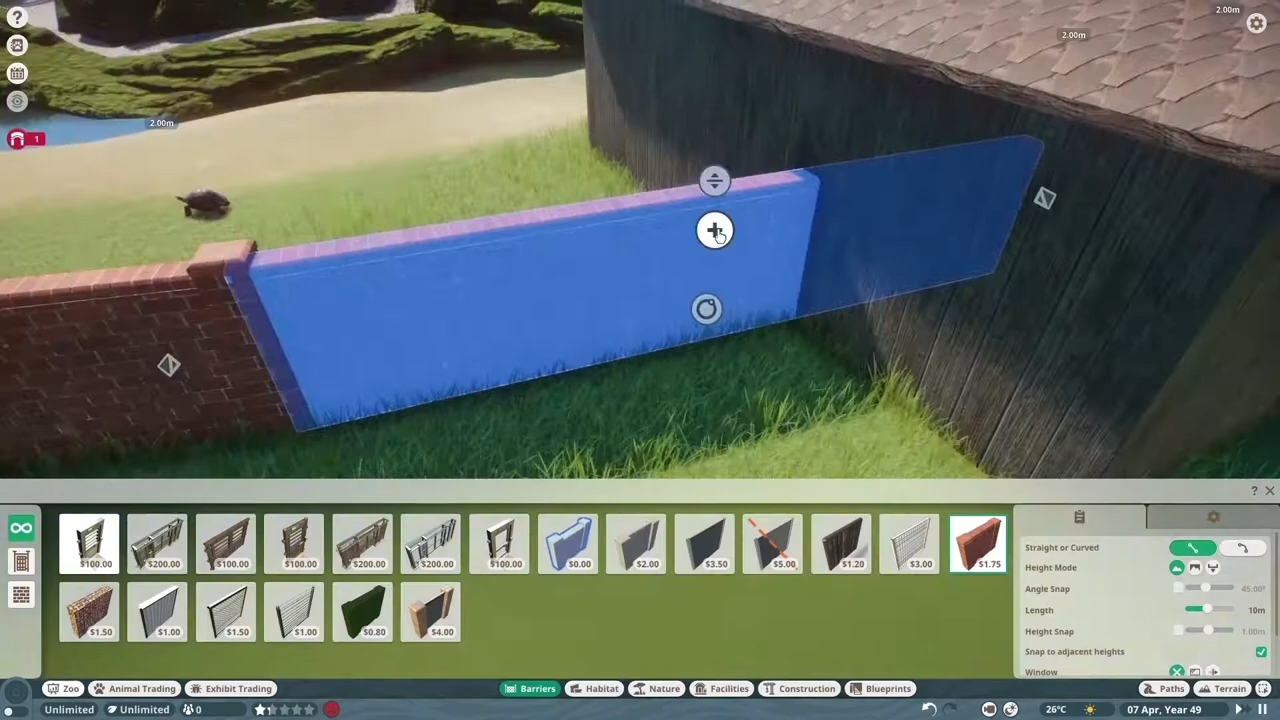 2.00m
2.00m
1
2.00m
$100.00
$200.00
$100.00
$100.00
$200.00
$200.00
$100.00
$0.00
$2.00
$3.50
$5.00
$1.20
$3.00
$1.75
$1.50
$1.00
$1.50
$1.00
$0.80
$4.00
Straight or Curved
Height Mode
Angle Snap 45.00°
Length 10m
Height Snap 1.00m
Snap to adjacent heights
Window
Zoo
Animal Trading
Exhibit Trading
Barriers
Habitat
Nature
Facilities
Construction
Blueprints
Paths
Terrain
Unlimited
Unlimited
0
26°C
07 Apr, Year 49